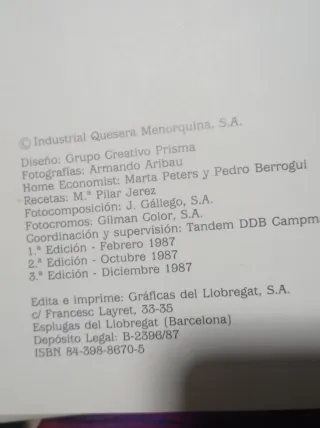 © Industrial Quesera Menorquina, S.A.
Diseño: Grupo Creativo Prisma
Fotografías: Armando Aribau
Home Economist: Marta Peters y Pedro Berrogui
Recetas: M.ª Pilar Jerez
Fotocomposición: J. Gállego, S.A.
Fotocromos: Gilman Color, S.A.
Coordinación y supervisión: Tandem DDB Campm
1.ª Edición - Febrero 1987
2.ª Edición - Octubre 1987
3.ª Edición - Diciembre 1987
Edita e imprime: Gráficas del Llobregat, S.A.
c/ Francesc Layret, 33-35
Esplugas del Llobregat (Barcelona)
Depósito Legal: B-2396/87
ISBN 84-398-8670-5